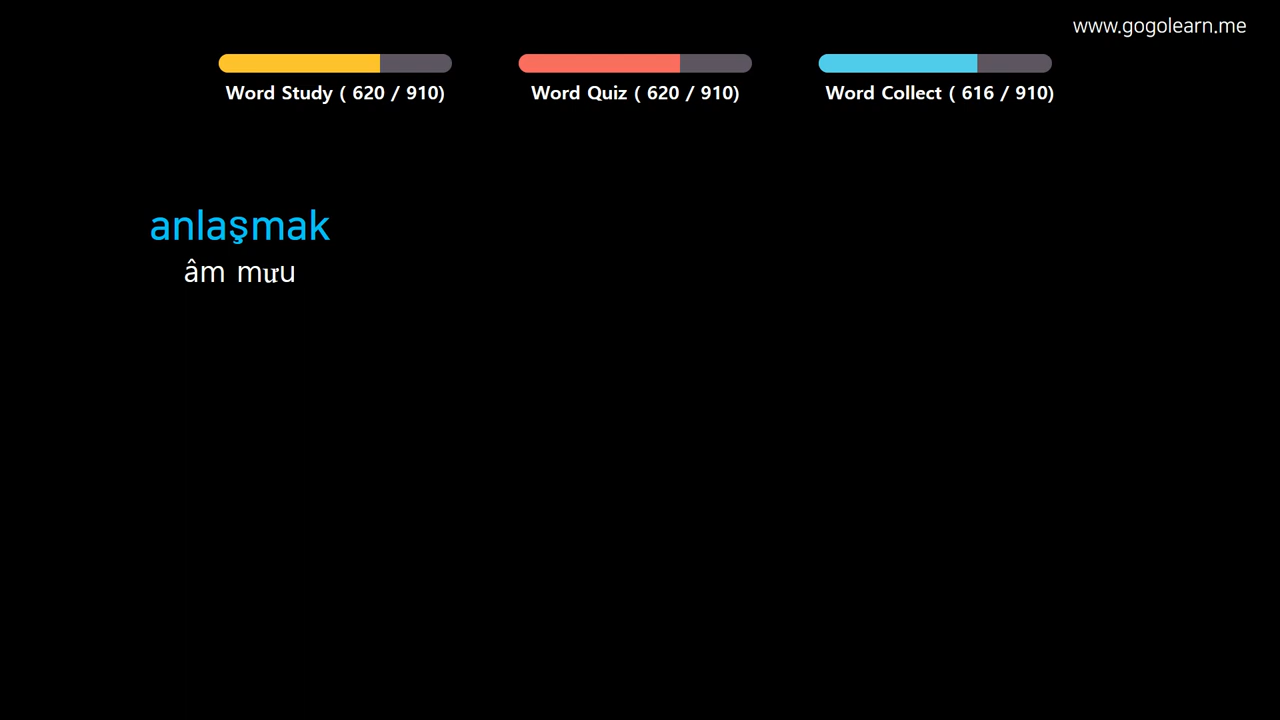 www.gogolearn.me
Word Study ( 620 / 910)
Word Quiz ( 620 / 910)
Word Collect ( 616 / 910)
anlaşmak
âm mưu